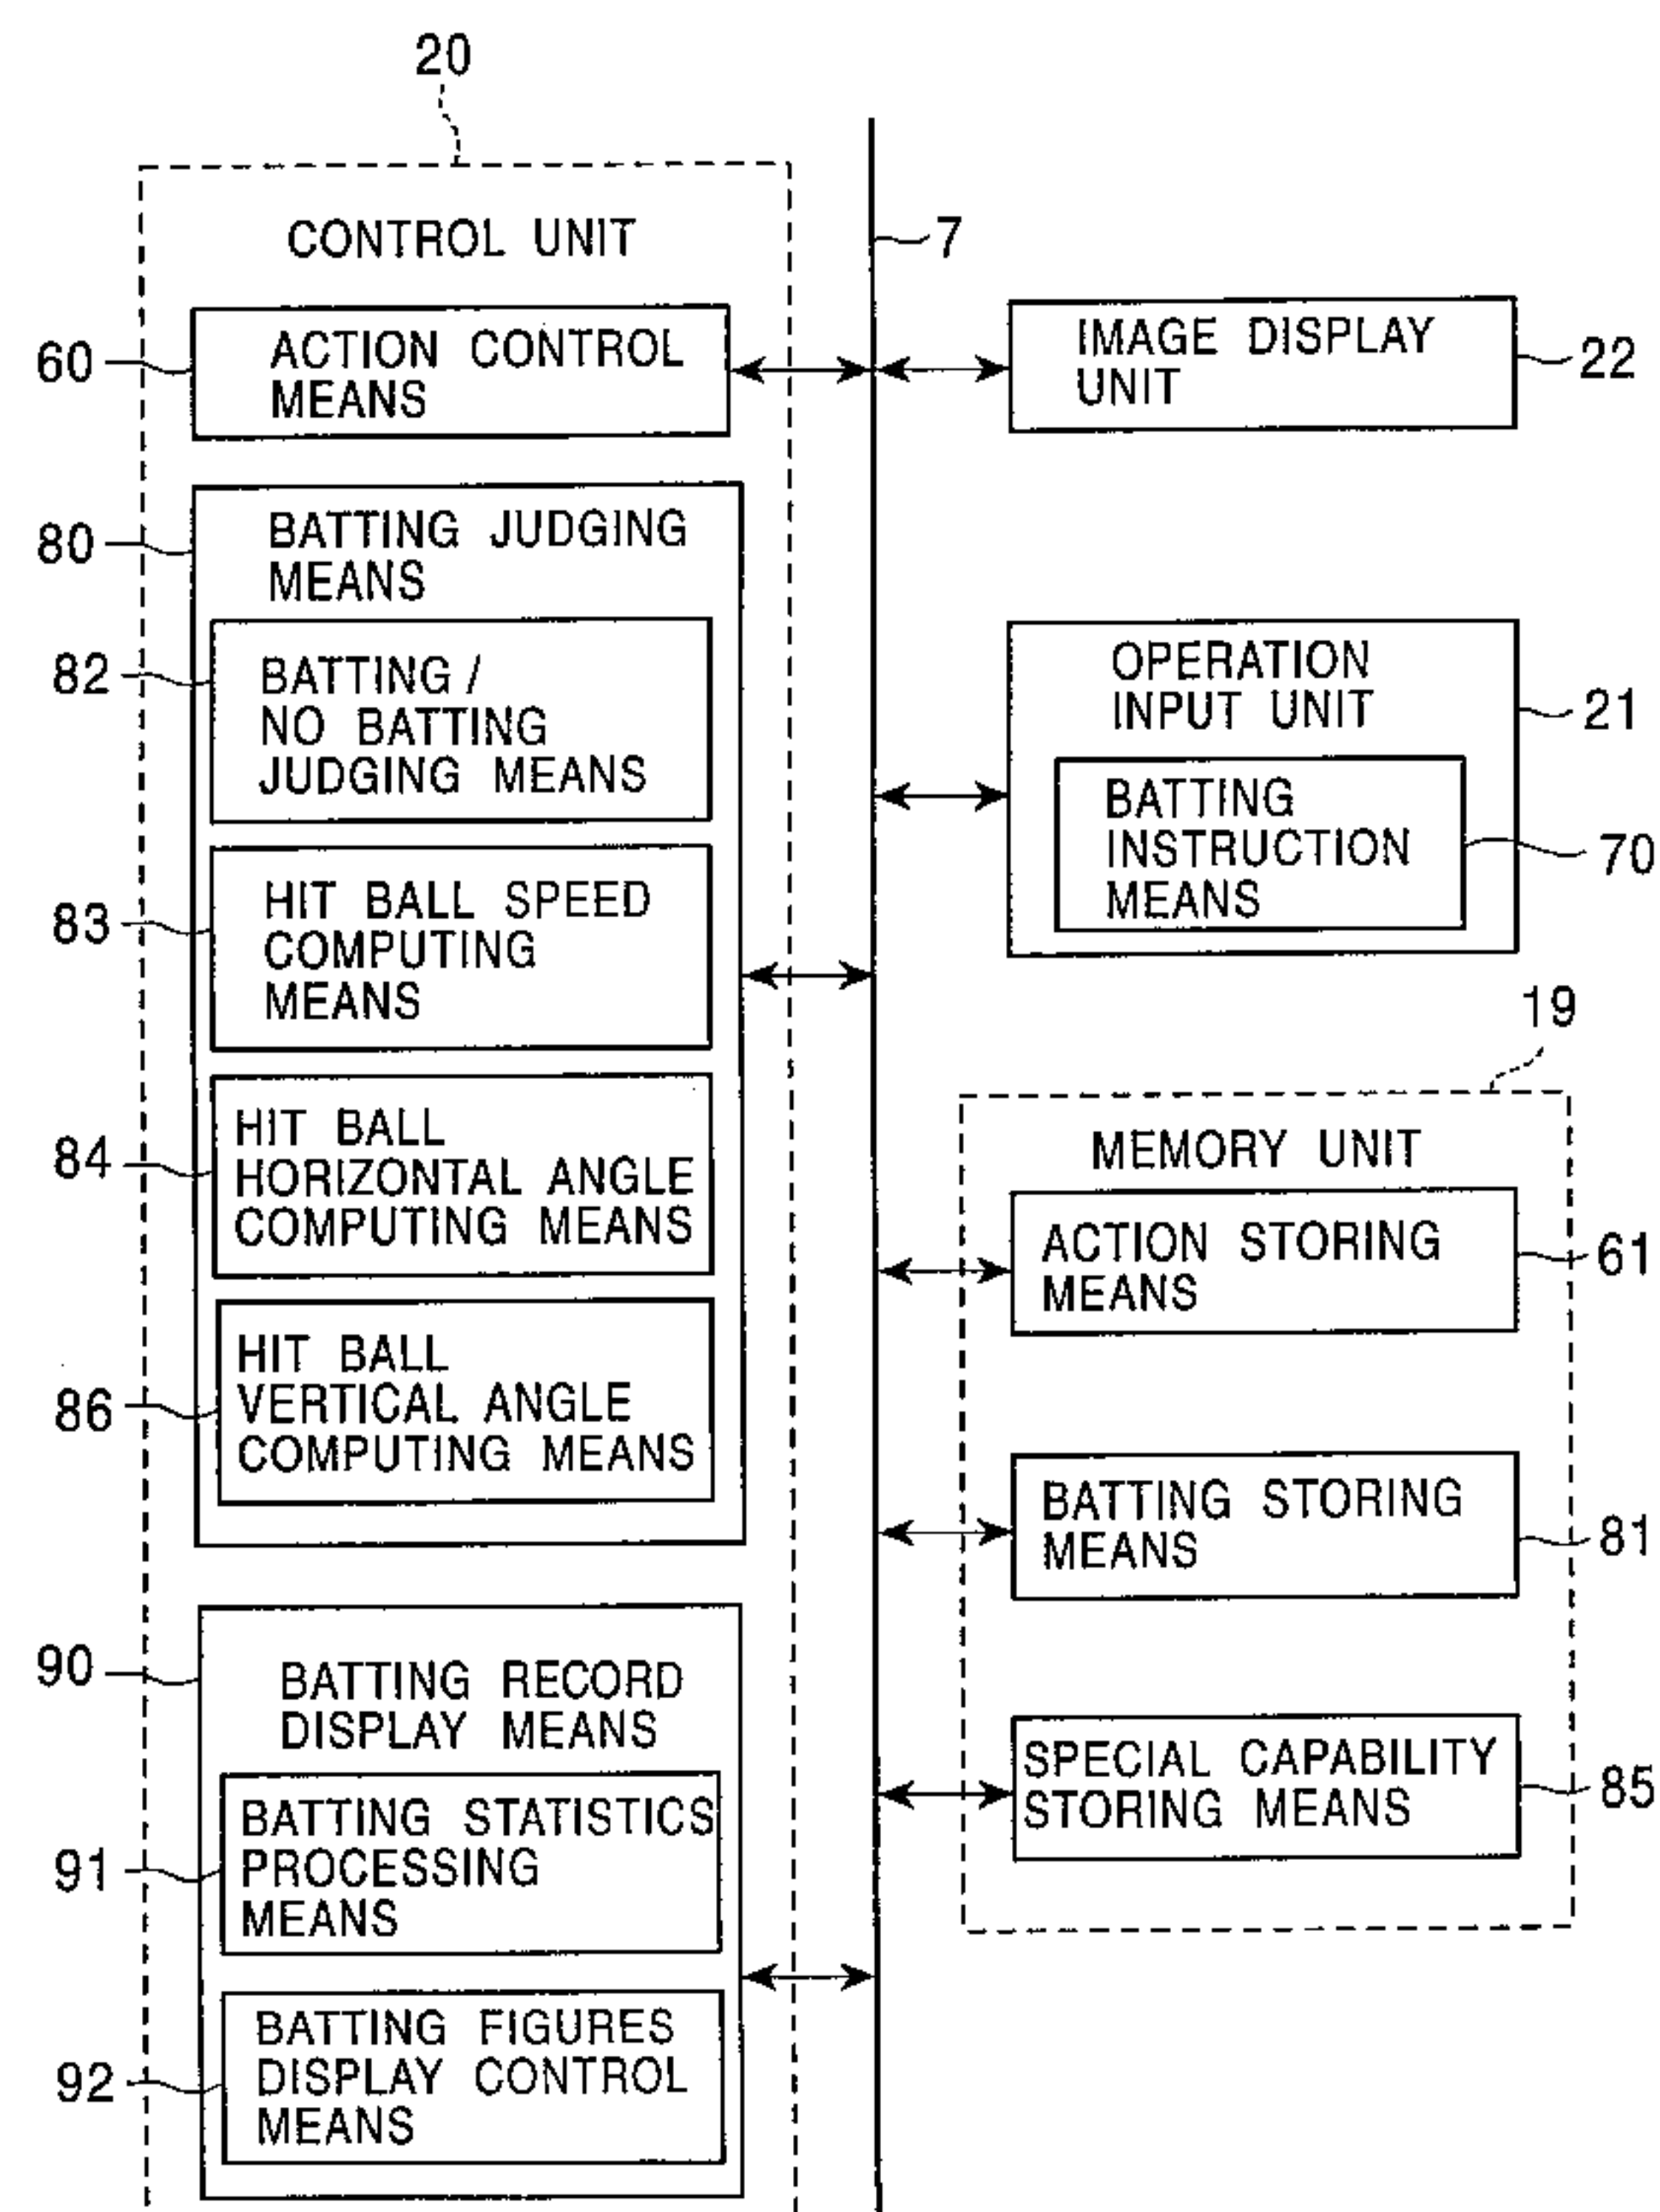 20
CONTROL UNIT
7
60
ACTION CONTROL
MEANS
IMAGE DISPLAY
UNIT
22
80
BATTING JUDGING
MEANS
82
BATTING /
NO BATTING
JUDGING MEANS
OPERATION
INPUT UNIT
21
BATTING
INSTRUCTION
MEANS
70
83
HIT BALL SPEED
COMPUTING
MEANS
19
MEMORY UNIT
84
HIT BALL
HORIZONTAL ANGLE
COMPUTING MEANS
ACTION STORING
MEANS
61
86
HIT BALL
VERTICAL ANGLE
COMPUTING MEANS
BATTING STORING
MEANS
81
90
BATTING RECORD
DISPLAY MEANS
SPECIAL CAPABILITY
STORING MEANS
85
91
BATTING STATISTICS
PROCESSING
MEANS
92
BATTING FIGURES
DISPLAY CONTROL
MEANS